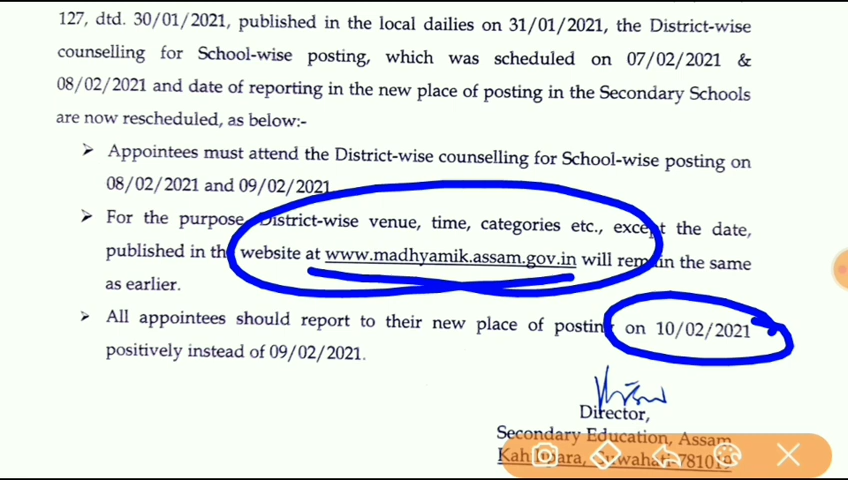 127, dtd. 30/01/2021, published in the local dailies on 31/01/2021, the District-wise
counselling for School-wise posting, which was scheduled on 07/02/2021 &
08/02/2021 and date of reporting in the new place of posting in the Secondary Schools
are now rescheduled, as below:-
➢ Appointees must attend the District-wise counselling for School-wise posting on
08/02/2021 and 09/02/2021.
➢ For the purpose District-wise venue, time, categories etc., except the date,
published in the website at www.madhyamik.assam.gov.in will remain in the same
as earlier.
➢ All appointees should report to their new place of posting on 10/02/2021
positively instead of 09/02/2021.
Director,
Secondary Education, Assam
Kahilipara, Guwahati-781019